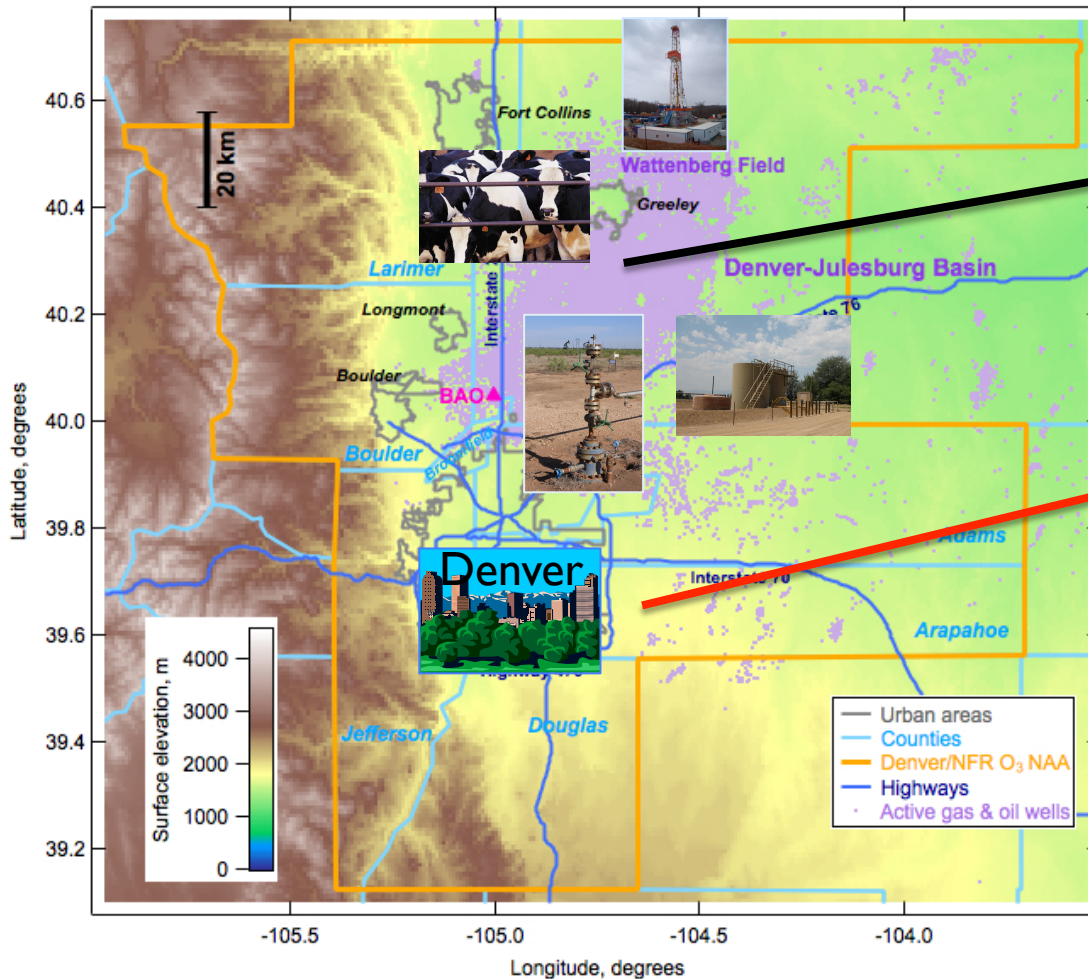 40.6
40.4
40.2
40.0
39.8
39.6
39.4
39.2
Latitude, degrees
20 km
Fort Collins
Wattenberg Field
Greeley
Larimer
Denver-Julesburg Basin
Longmont
Interstate
76
Boulder
BAO
Boulder
Broomfield
Adams
Denver
Interstate 70
Arapahoe
Jefferson
Douglas
4000
3000
2000
1000
0
Surface elevation, m
Urban areas
Counties
Denver/NFR O₃ NAA
Highways
Active gas & oil wells
-105.5
-105.0
-104.5
-104.0
Longitude, degrees